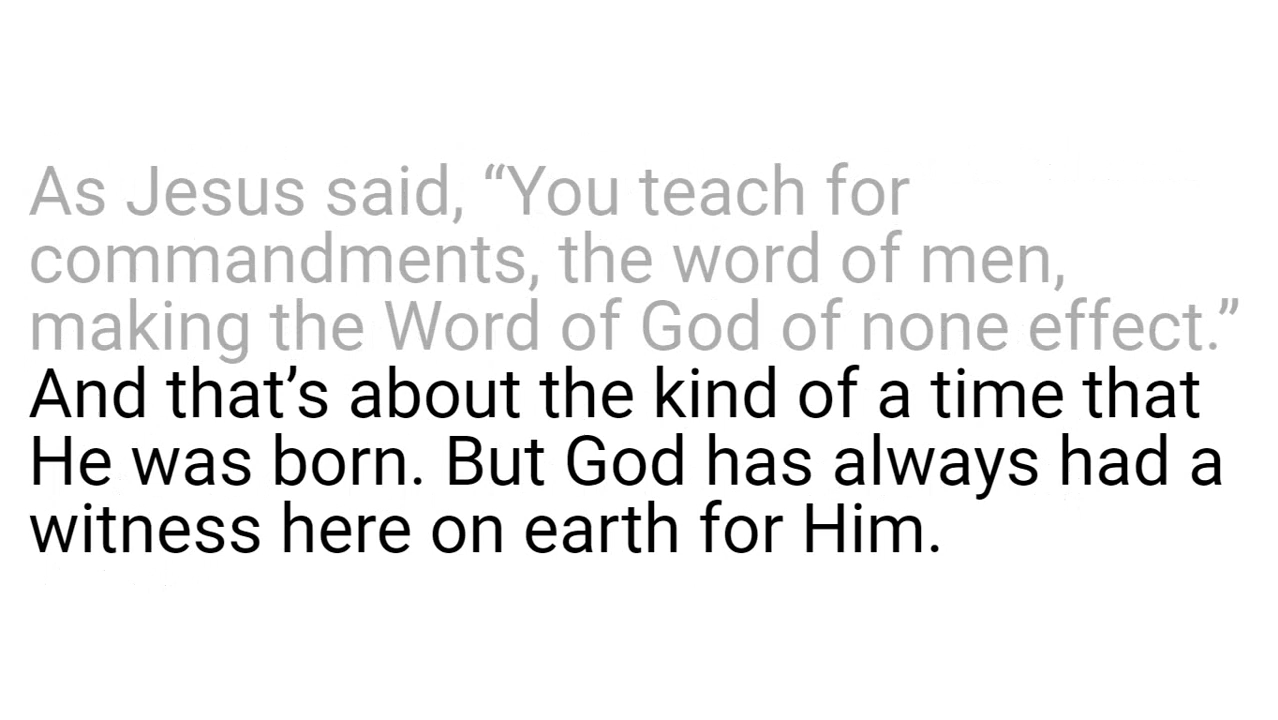 As Jesus said, “You teach for
commandments, the word of men,
making the Word of God of none effect.”
And that’s about the kind of a time that
He was born. But God has always had a
witness here on earth for Him.